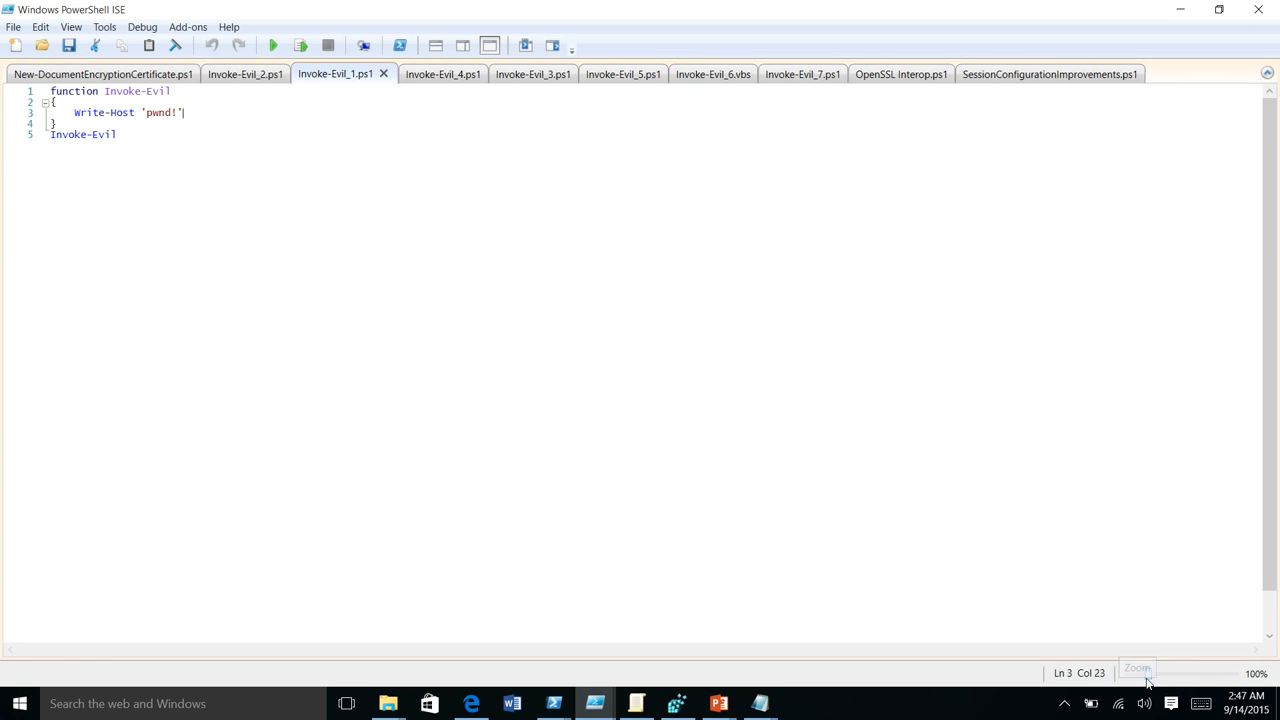 Windows PowerShell ISE
File Edit View Tools Debug Add-ons Help
New-DocumentEncryptionCertificate.ps1 Invoke-Evil_2.ps1 Invoke-Evil_1.ps1 Invoke-Evil_4.ps1 Invoke-Evil_3.ps1 Invoke-Evil_5.ps1 Invoke-Evil_6.vbs Invoke-Evil_7.ps1 OpenSSL Interop.ps1 SessionConfigurationImprovements.ps1
1 function Invoke-Evil
2 {
3 Write-Host 'pwnd!'
4 }
5 Invoke-Evil
Zoom
Ln 3 Col 23 100%
Search the web and Windows
2:47 AM
9/14/2015